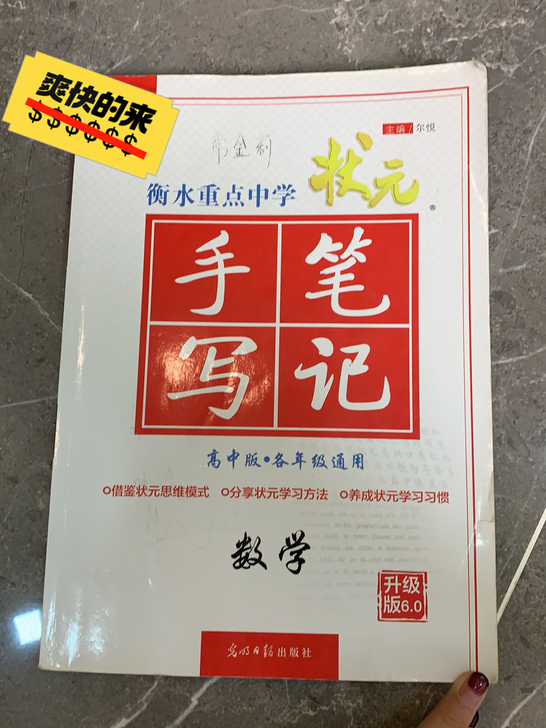 爽快的来
$$$$$$
主编/尔悦
衡水重点中学
状元
®
手笔
写记
高中版•各年级通用
借鉴状元思维模式 分享状元学习方法 养成状元学习习惯
数学
升级
版6.0
光明日报出版社